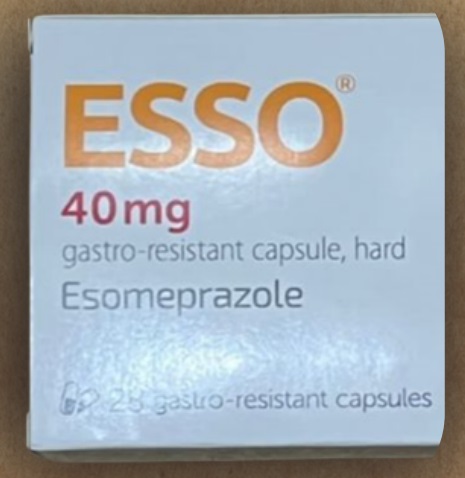 ESSO®
40mg
gastro-resistant capsule, hard
Esomeprazole
28 gastro-resistant capsules